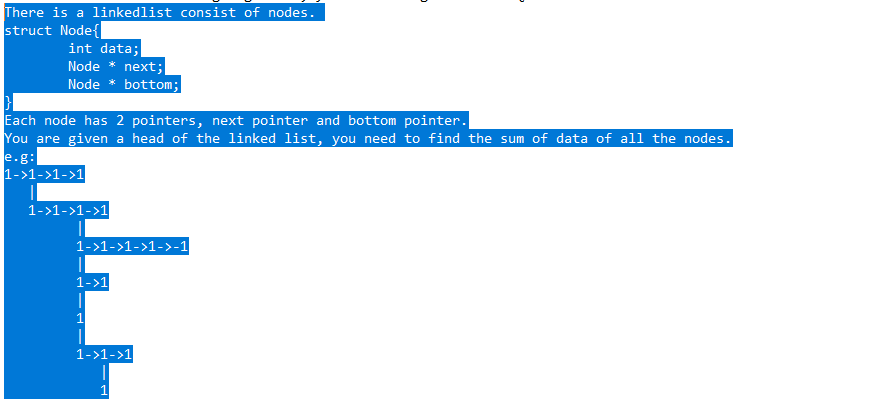 There is a linkedlist consist of nodes.
struct Node{
        int data;
        Node * next;
        Node * bottom;
}
Each node has 2 pointers, next pointer and bottom pointer.
You are given a head of the linked list, you need to find the sum of data of all the nodes.
e.g:
1->1->1->1
   |
   1->1->1->1
         |
         1->1->1->1->-1
         |
         1->1
         |
         1
         |
         1->1->1
            |
            1